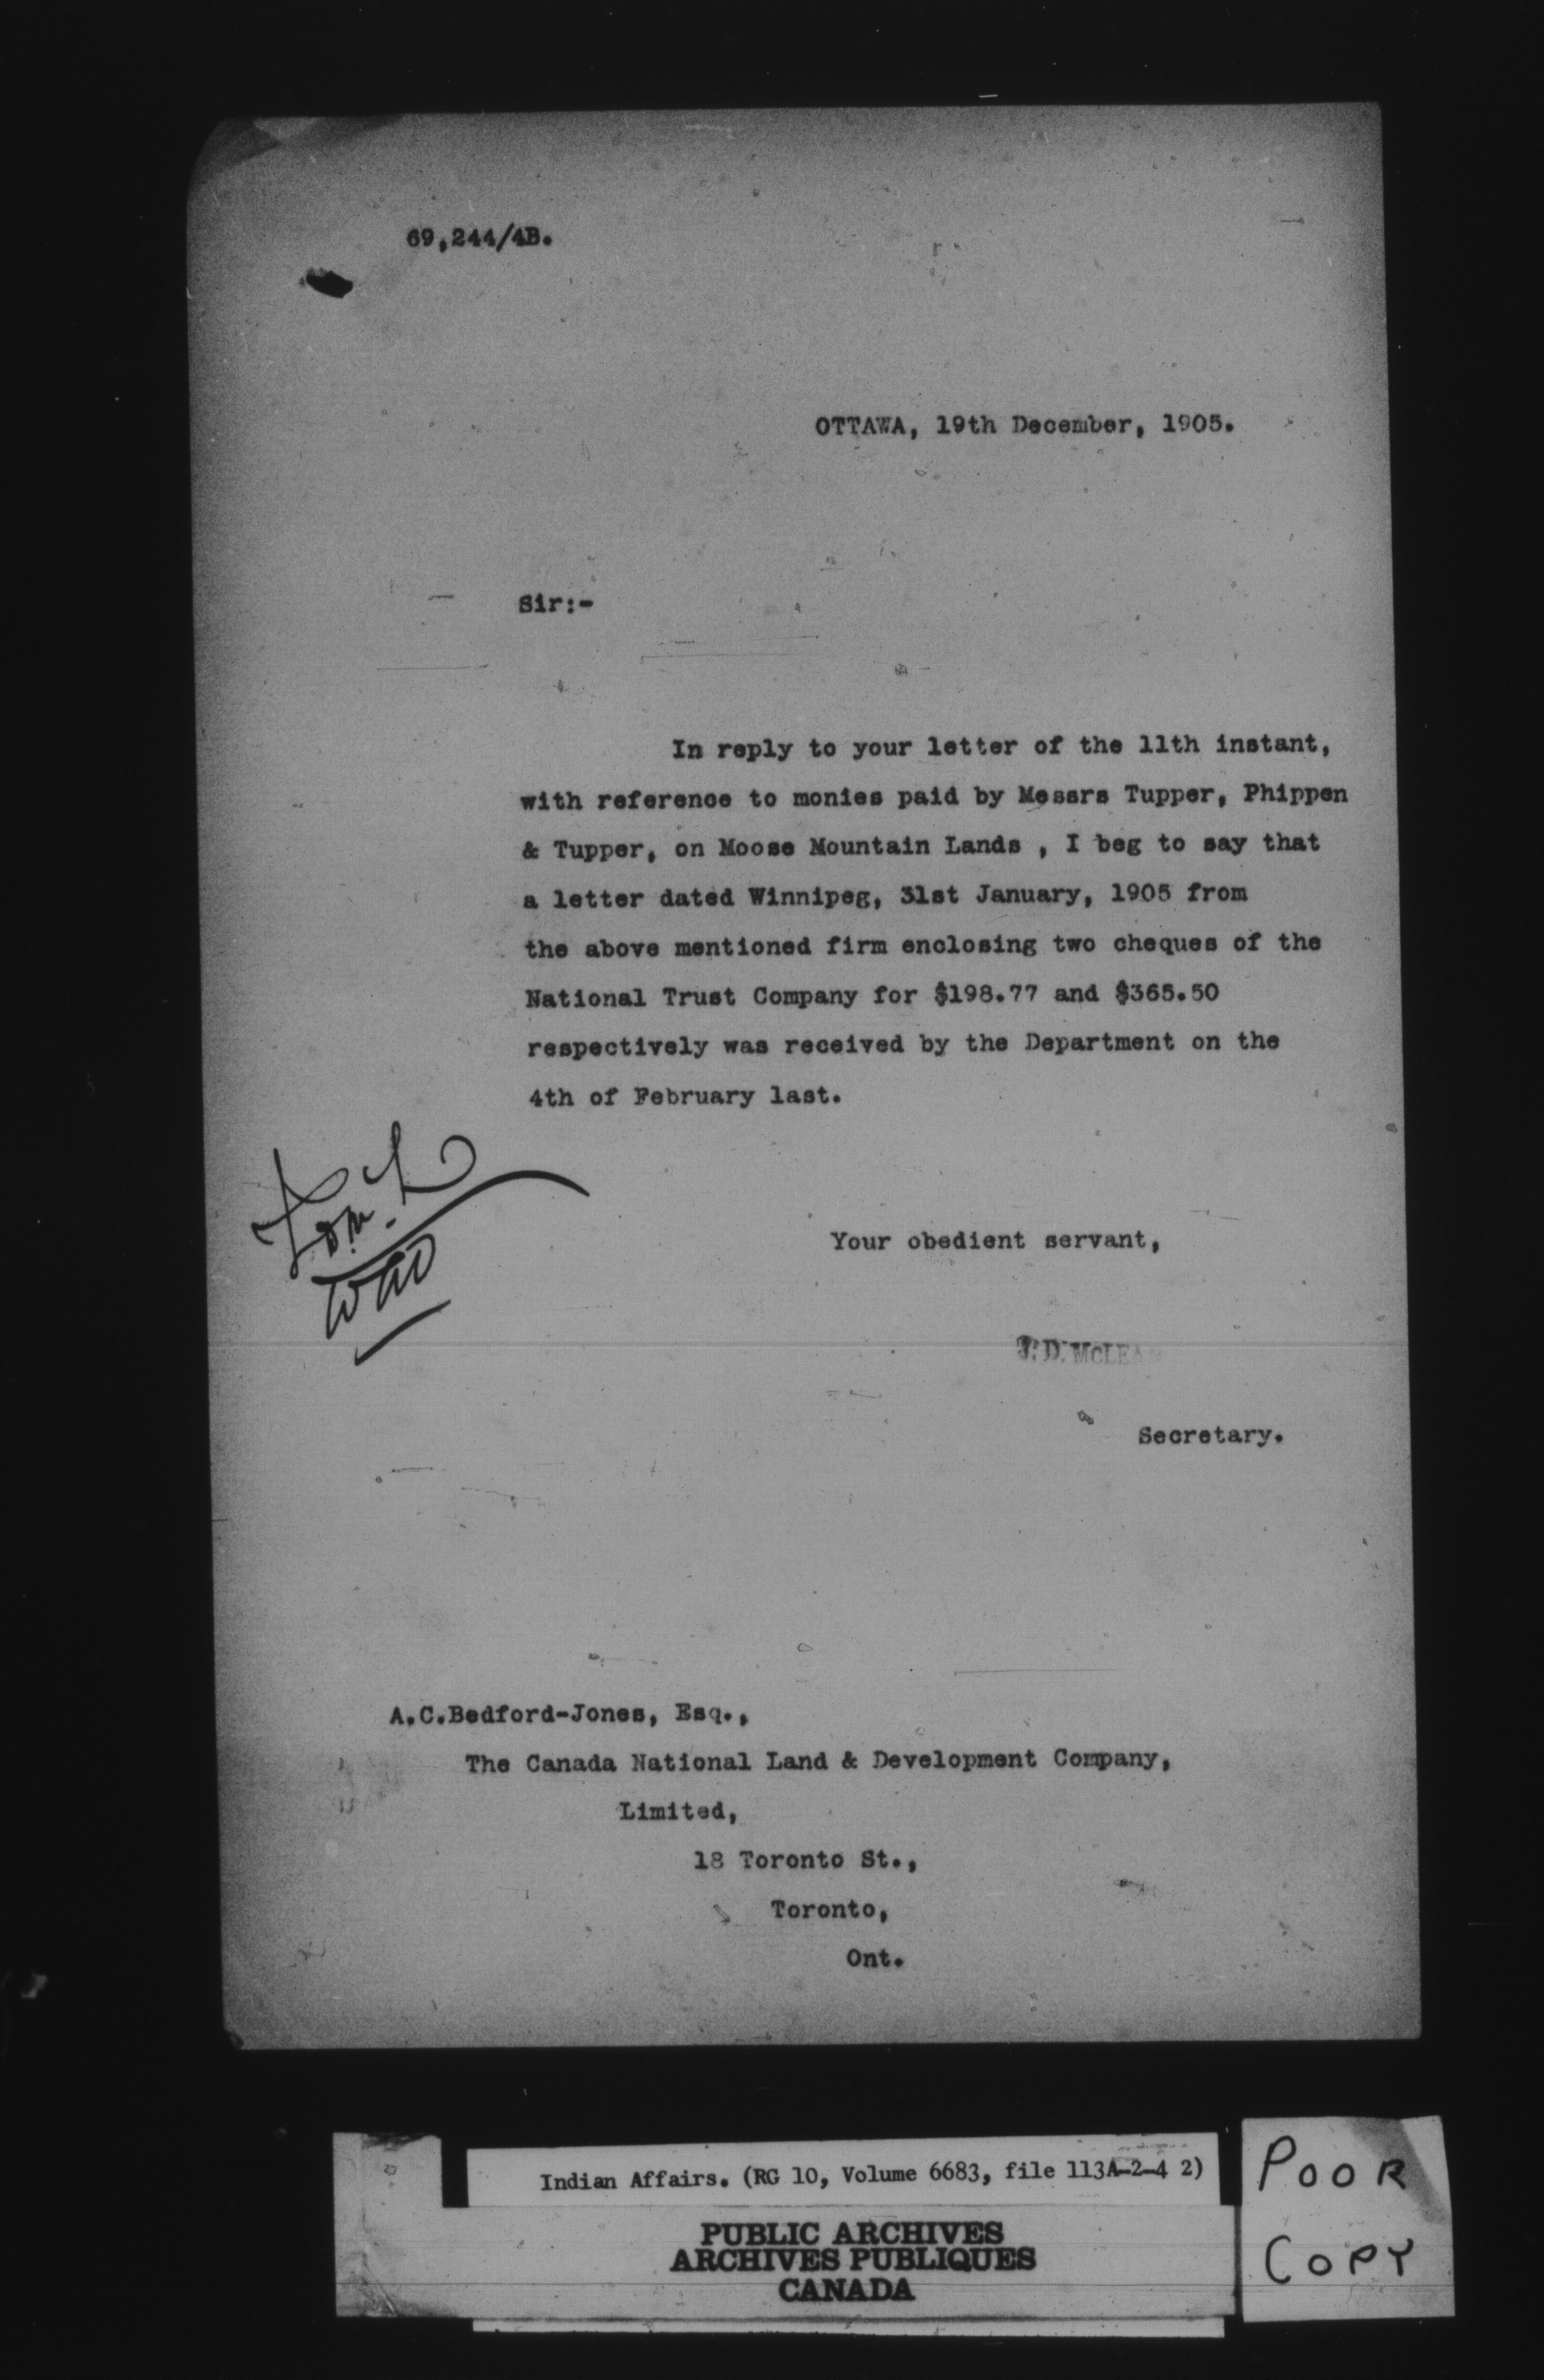 69,244/4B.
OTTAWA, 19th December, 1905.
Sir:-
In reply to your letter of the 11th instant,
with reference to monies paid by Messrs Tupper, Phippen
& Tupper, on Moose Mountain Lands , I beg to say that
a letter dated Winnipeg, 31st January, 1905 from
the above mentioned firm enclosing two cheques of the
National Trust Company for $198.77 and $365.50
respectively was received by the Department on the
4th of February last.
Your obedient servant,
J.D. MCLEAN
Secretary.
A.C.Bedford-Jones, Esq.,
The Canada National Land & Development Company,
Limited,
18 Toronto St.,
Toronto,
Ont.
Indian Affairs. (RG 10, Volume 6683, file 113A-2-4 2)
PUBLIC ARCHIVES
ARCHIVES PUBLIQUES
CANADA
POOR
COPY